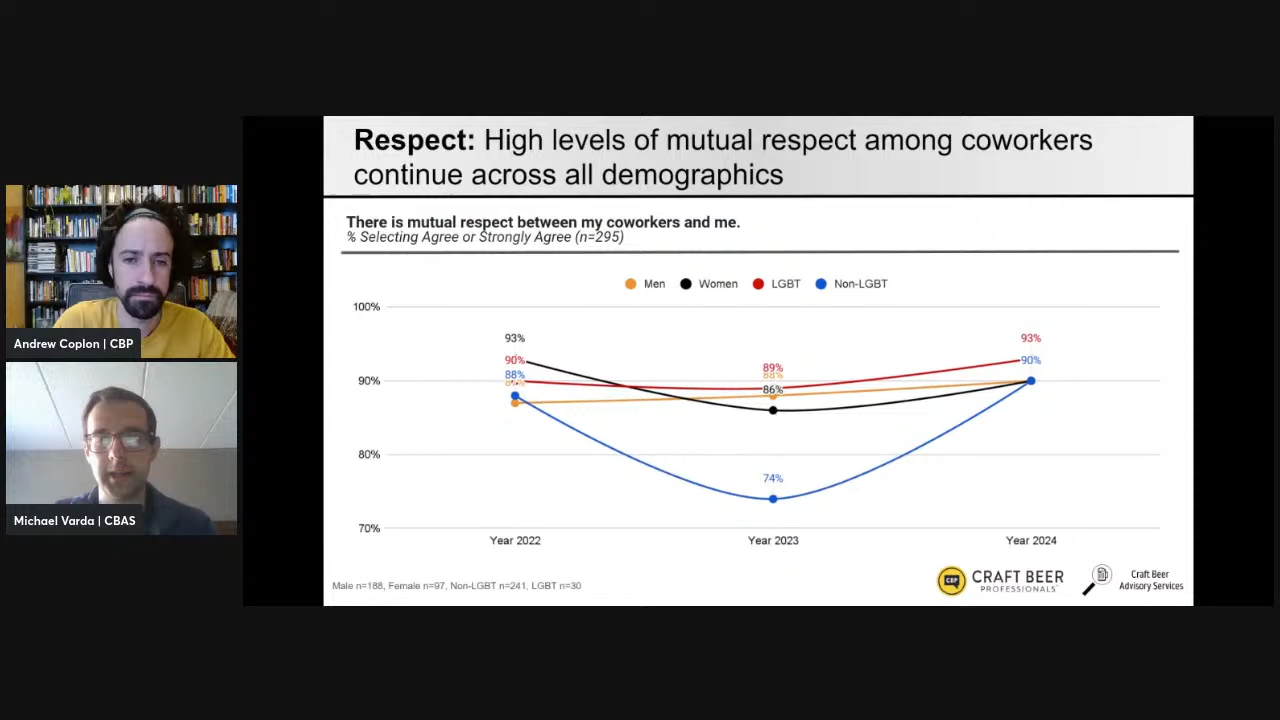 Respect: High levels of mutual respect among coworkers
continue across all demographics
There is mutual respect between my coworkers and me.
% Selecting Agree or Strongly Agree (n=295)
Men
Women
LGBT
Non-LGBT
100%
90%
80%
70%
93%
90%
88%
89%
88%
86%
74%
93%
90%
Year 2022
Year 2023
Year 2024
Male n=188, Female n=97, Non-LGBT n=241, LGBT n=30
CBP
CRAFT BEER
PROFESSIONALS
Craft Beer
Advisory Services
Andrew Coplon | CBP
Michael Varda | CBAS